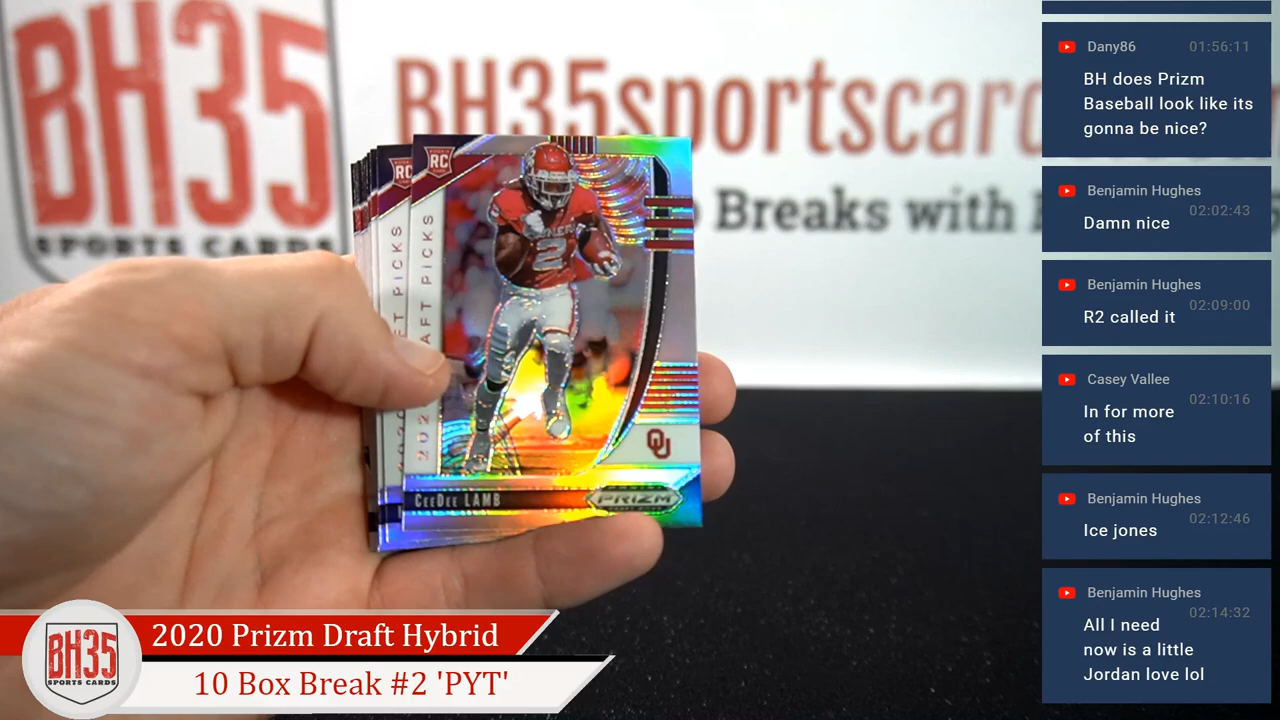 BH35
SPORTS CARDS
BH35sportscard
Breaks with
RC
RC
2020 DRAFT PICKS
2
OU
CeeDee LAMB
PANINI
PRIZM
Dany86 01:56:11
BH does Prizm
Baseball look like its
gonna be nice?
Benjamin Hughes
02:02:43
Damn nice
Benjamin Hughes
02:09:00
R2 called it
Casey Vallee
02:10:16
In for more
of this
Benjamin Hughes
02:12:46
Ice jones
Benjamin Hughes
02:14:32
All I need
now is a little
Jordan love lol
BH35
SPORTS CARDS
2020 Prizm Draft Hybrid
10 Box Break #2 'PYT'